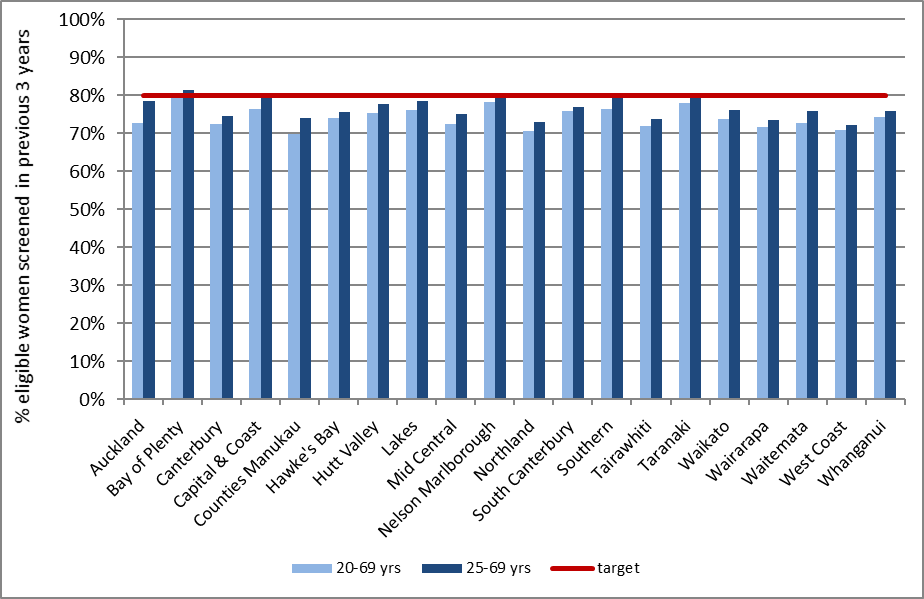 % eligible women screened in previous 3 years
100%
90%
80%
70%
60%
50%
40%
30%
20%
10%
0%
Auckland
Bay of Plenty
Canterbury
Capital & Coast
Counties Manukau
Hawke's Bay
Hutt Valley
Lakes
Mid Central
Nelson Marlborough
Northland
South Canterbury
Southern
Tairawhiti
Taranaki
Waikato
Wairarapa
Waitemata
West Coast
Whanganui
20-69 yrs
25-69 yrs
target